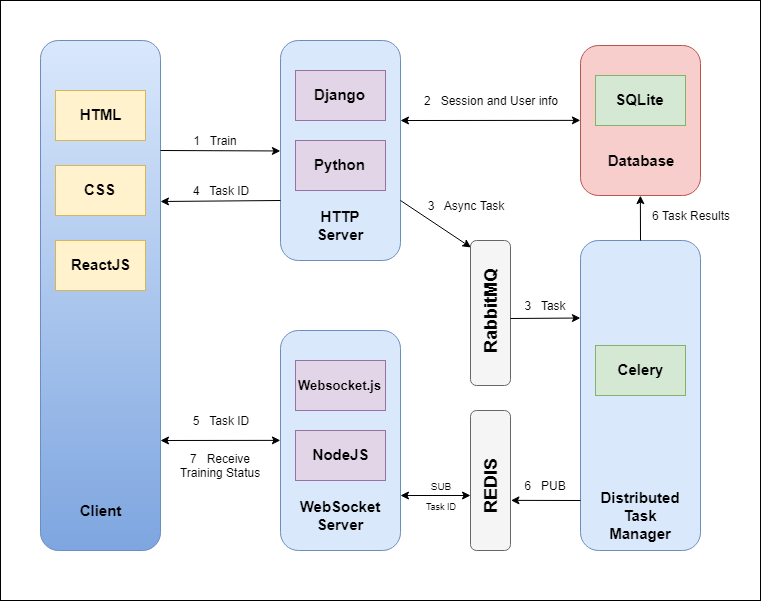 HTML
CSS
ReactJS
Client
1 Train
4 Task ID
5 Task ID
7 Receive
Training Status
Django
Python
HTTP
Server
Websocket.js
NodeJS
WebSocket
Server
2 Session and User info
3 Async Task
RabbitMQ
3 Task
SUB
Task ID
REDIS
6 PUB
SQLite
Database
6 Task Results
Celery
Distributed
Task
Manager